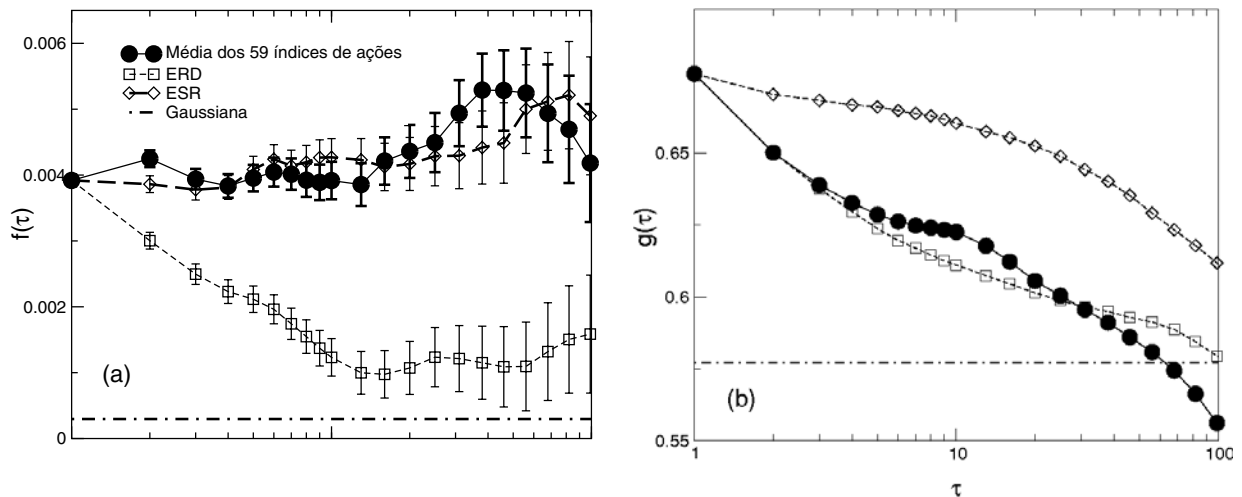 0.006
0.004
0.002
0
f(τ)
Média dos 59 índices de ações
ERD
ESR
Gaussiana
(a)
g(τ)
0.65
0.6
0.55
(b)
1
10
100
τ